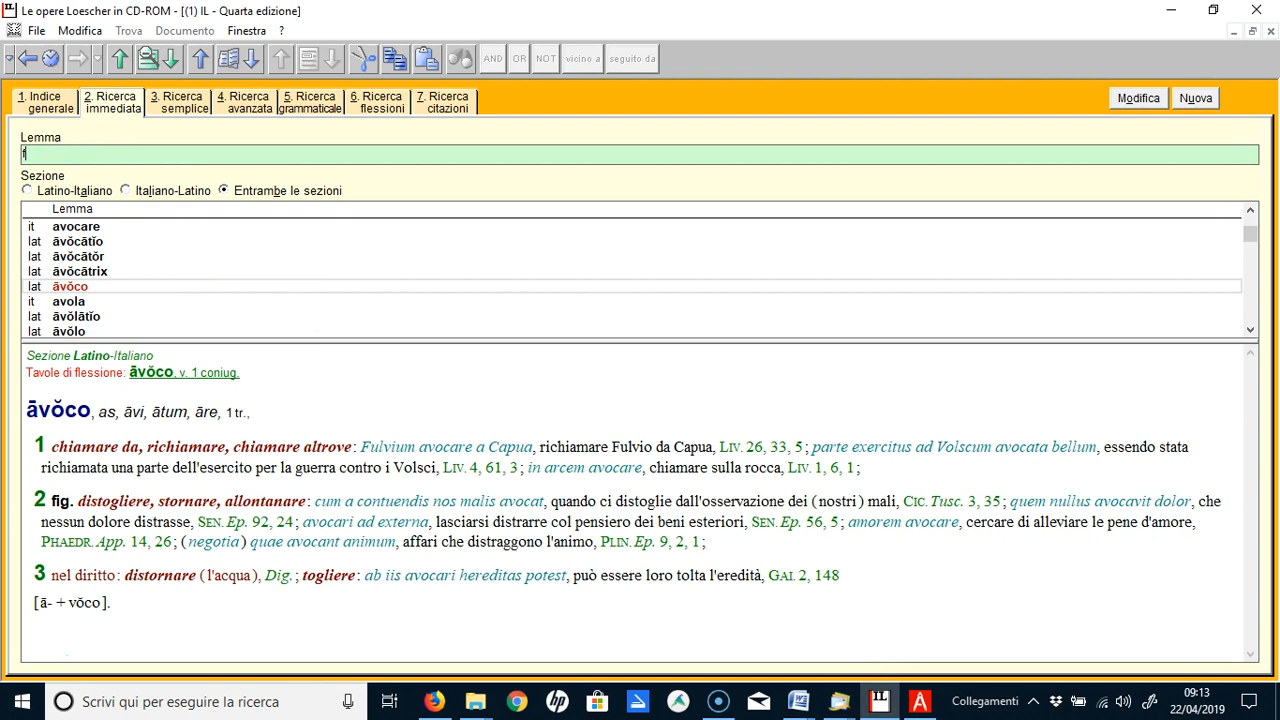 Le opere Loescher in CD-ROM - [(1) IL - Quarta edizione]
File Modifica Trova Documento Finestra ?
AND OR NOT vicino a seguito da
1. Indice generale 2. Ricerca immediata 3. Ricerca semplice 4. Ricerca avanzata 5. Ricerca grammaticale 6. Ricerca flessioni 7. Ricerca citazioni Modifica Nuova
Lemma
f
Sezione
Latino-Italiano Italiano-Latino Entrambe le sezioni
Lemma
it avocare
lat āvŏcātĭo
lat āvŏcātŏr
lat āvŏcātrix
lat āvŏco
it avola
lat āvŏlātĭo
lat āvŏlo
Sezione Latino-Italiano
Tavole di flessione: āvŏco, v. 1 coniug.
āvŏco, as, āvi, ātum, āre, 1 tr.,
1 chiamare da, richiamare, chiamare altrove: Fulvium avocare a Capua, richiamare Fulvio da Capua, LIV. 26, 33, 5; parte exercitus ad Volscum avocata bellum, essendo stata
richiamata una parte dell'esercito per la guerra contro i Volsci, LIV. 4, 61, 3; in arcem avocare, chiamare sulla rocca, LIV. 1, 6, 1;
2 fig. distogliere, stornare, allontanare: cum a contuendis nos malis avocat, quando ci distoglie dall'osservazione dei (nostri) mali, CIC. Tusc. 3, 35; quem nullus avocavit dolor, che
nessun dolore distrasse, SEN. Ep. 92, 24; avocari ad externa, lasciarsi distrarre col pensiero dei beni esteriori, SEN. Ep. 56, 5; amorem avocare, cercare di alleviare le pene d'amore,
PHAEDR. App. 14, 26; (negotia) quae avocant animum, affari che distraggono l'animo, PLIN. Ep. 9, 2, 1;
3 nel diritto: distornare (l'acqua), Dig.; togliere: ab iis avocari hereditas potest, può essere loro tolta l'eredità, GAI. 2, 148
[ā- + vŏco].
Scrivi qui per eseguire la ricerca Collegamenti 09:13
22/04/2019